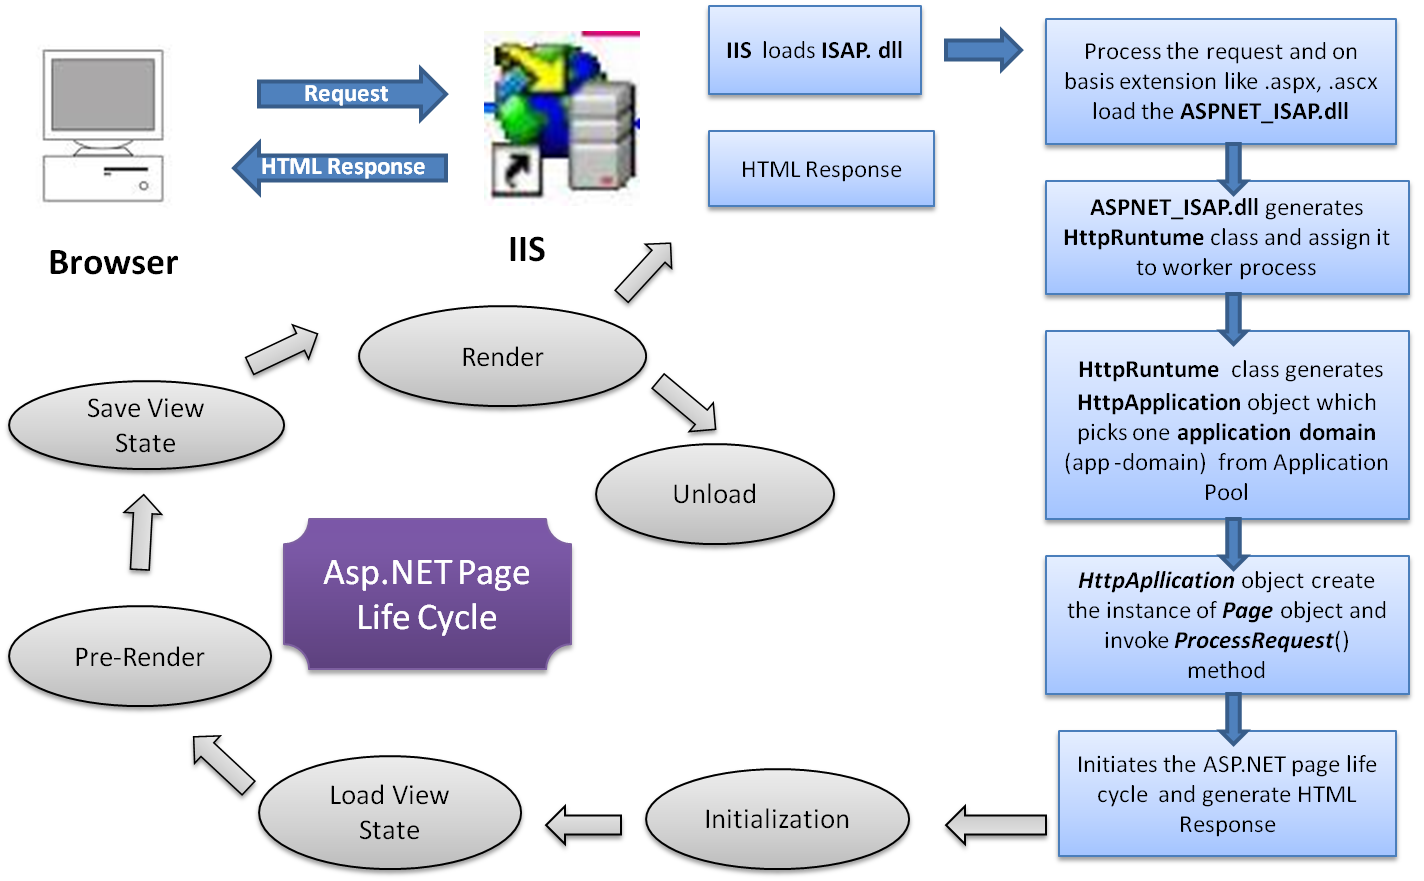 Request
HTML Response
Browser
IIS
IIS loads ISAP. dll
HTML Response
Process the request and on
basis extension like .aspx, .ascx
load the ASPNET_ISAP.dll
ASPNET_ISAP.dll generates
HttpRuntume class and assign it
to worker process
HttpRuntume class generates
HttpApplication object which
picks one application domain
(app -domain) from Application
Pool
HttpApllication object create
the instance of Page object and
invoke ProcessRequest()
method
Initiates the ASP.NET page life
cycle and generate HTML
Response
Initialization
Load View
State
Pre-Render
Save View
State
Render
Unload
Asp.NET Page
Life Cycle